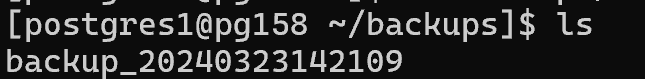 [postgres1@pg158 ~/backups]$ ls
backup_20240323142109